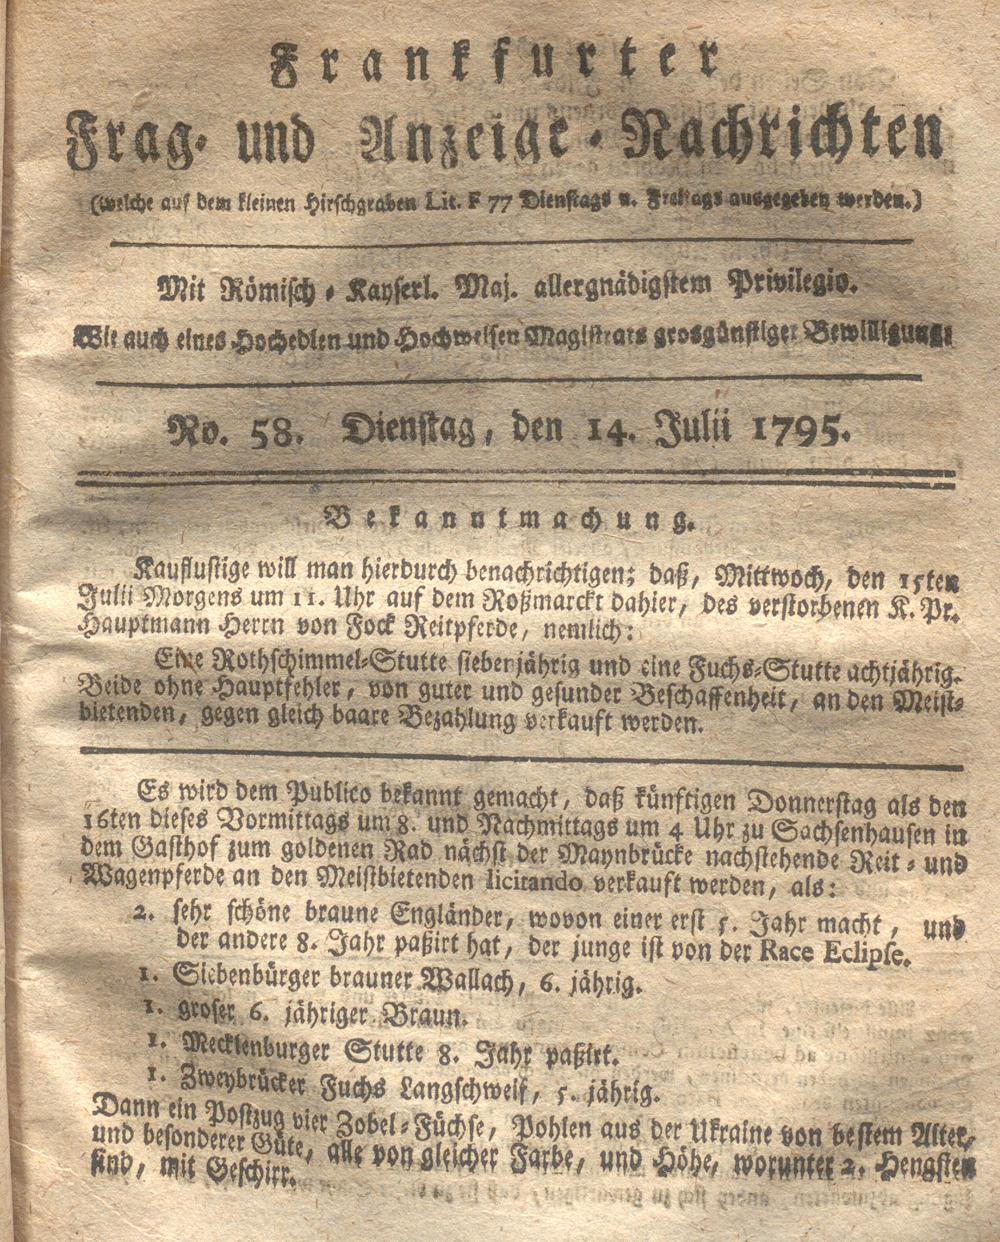 Frankfurter
Frag- und Anzeige-Nachrichten
(welche auf dem kleinen Hirschgraben Lit. F 77 Dienstags u. Freitags ausgegeben werden.)
Mit Römisch-Kayserl. Maj. allergnädigstem Privilegio.
Wie auch eines Hochedlen und Hochweisen Magistrats grosgünstiger Bewilligung.
No. 58. Dienstag, den 14. Julii 1795.
Bekanntmachung.
Kauflustige will man hierdurch benachrichtigen; daß, Mittwoch, den 15ten
Julii Morgens um 11. Uhr auf dem Roßmarckt dahier, des verstorbenen K. Pr.
Hauptmann Herrn von Fock Reitpferde, nemlich:
Eine Rothschimmel-Stutte siebenjährig und eine Fuchs-Stutte achtjährig.
Beide ohne Hauptfehler, von guter und gesunder Beschaffenheit, an den Meist-
bietenden, gegen gleich baare Bezahlung verkauft werden.
Es wird dem Publico bekannt gemacht, daß künftigen Donnerstag als den
16ten dieses Vormittags um 8. und Nachmittags um 4 Uhr zu Sachsenhausen in
dem Gasthof zum goldenen Rad nächst der Maynbrücke nachstehende Reit- und
Wagenpferde an den Meistbietenden licitando verkauft werden, als:
2. sehr schöne braune Engländer, wovon einer erst 5. Jahr macht, und
der andere 8. Jahr paßirt hat, der junge ist von der Race Eclipse.
1. Siebenbürger brauner Wallach, 6. jährig.
1. groser 6. jähriger Braun.
1. Mecklenburger Stutte 8. Jahr paßirt.
1. Zweybrücker Fuchs Langschweif, 5. jährig.
Dann ein Postzug vier Zobel-Füchse, Pohlen aus der Ukraine von bestem Alter,
und besonderer Güte, alle von gleicher Farbe, und Höhe, worunter 2. Hengsten
sind, mit Geschirr.